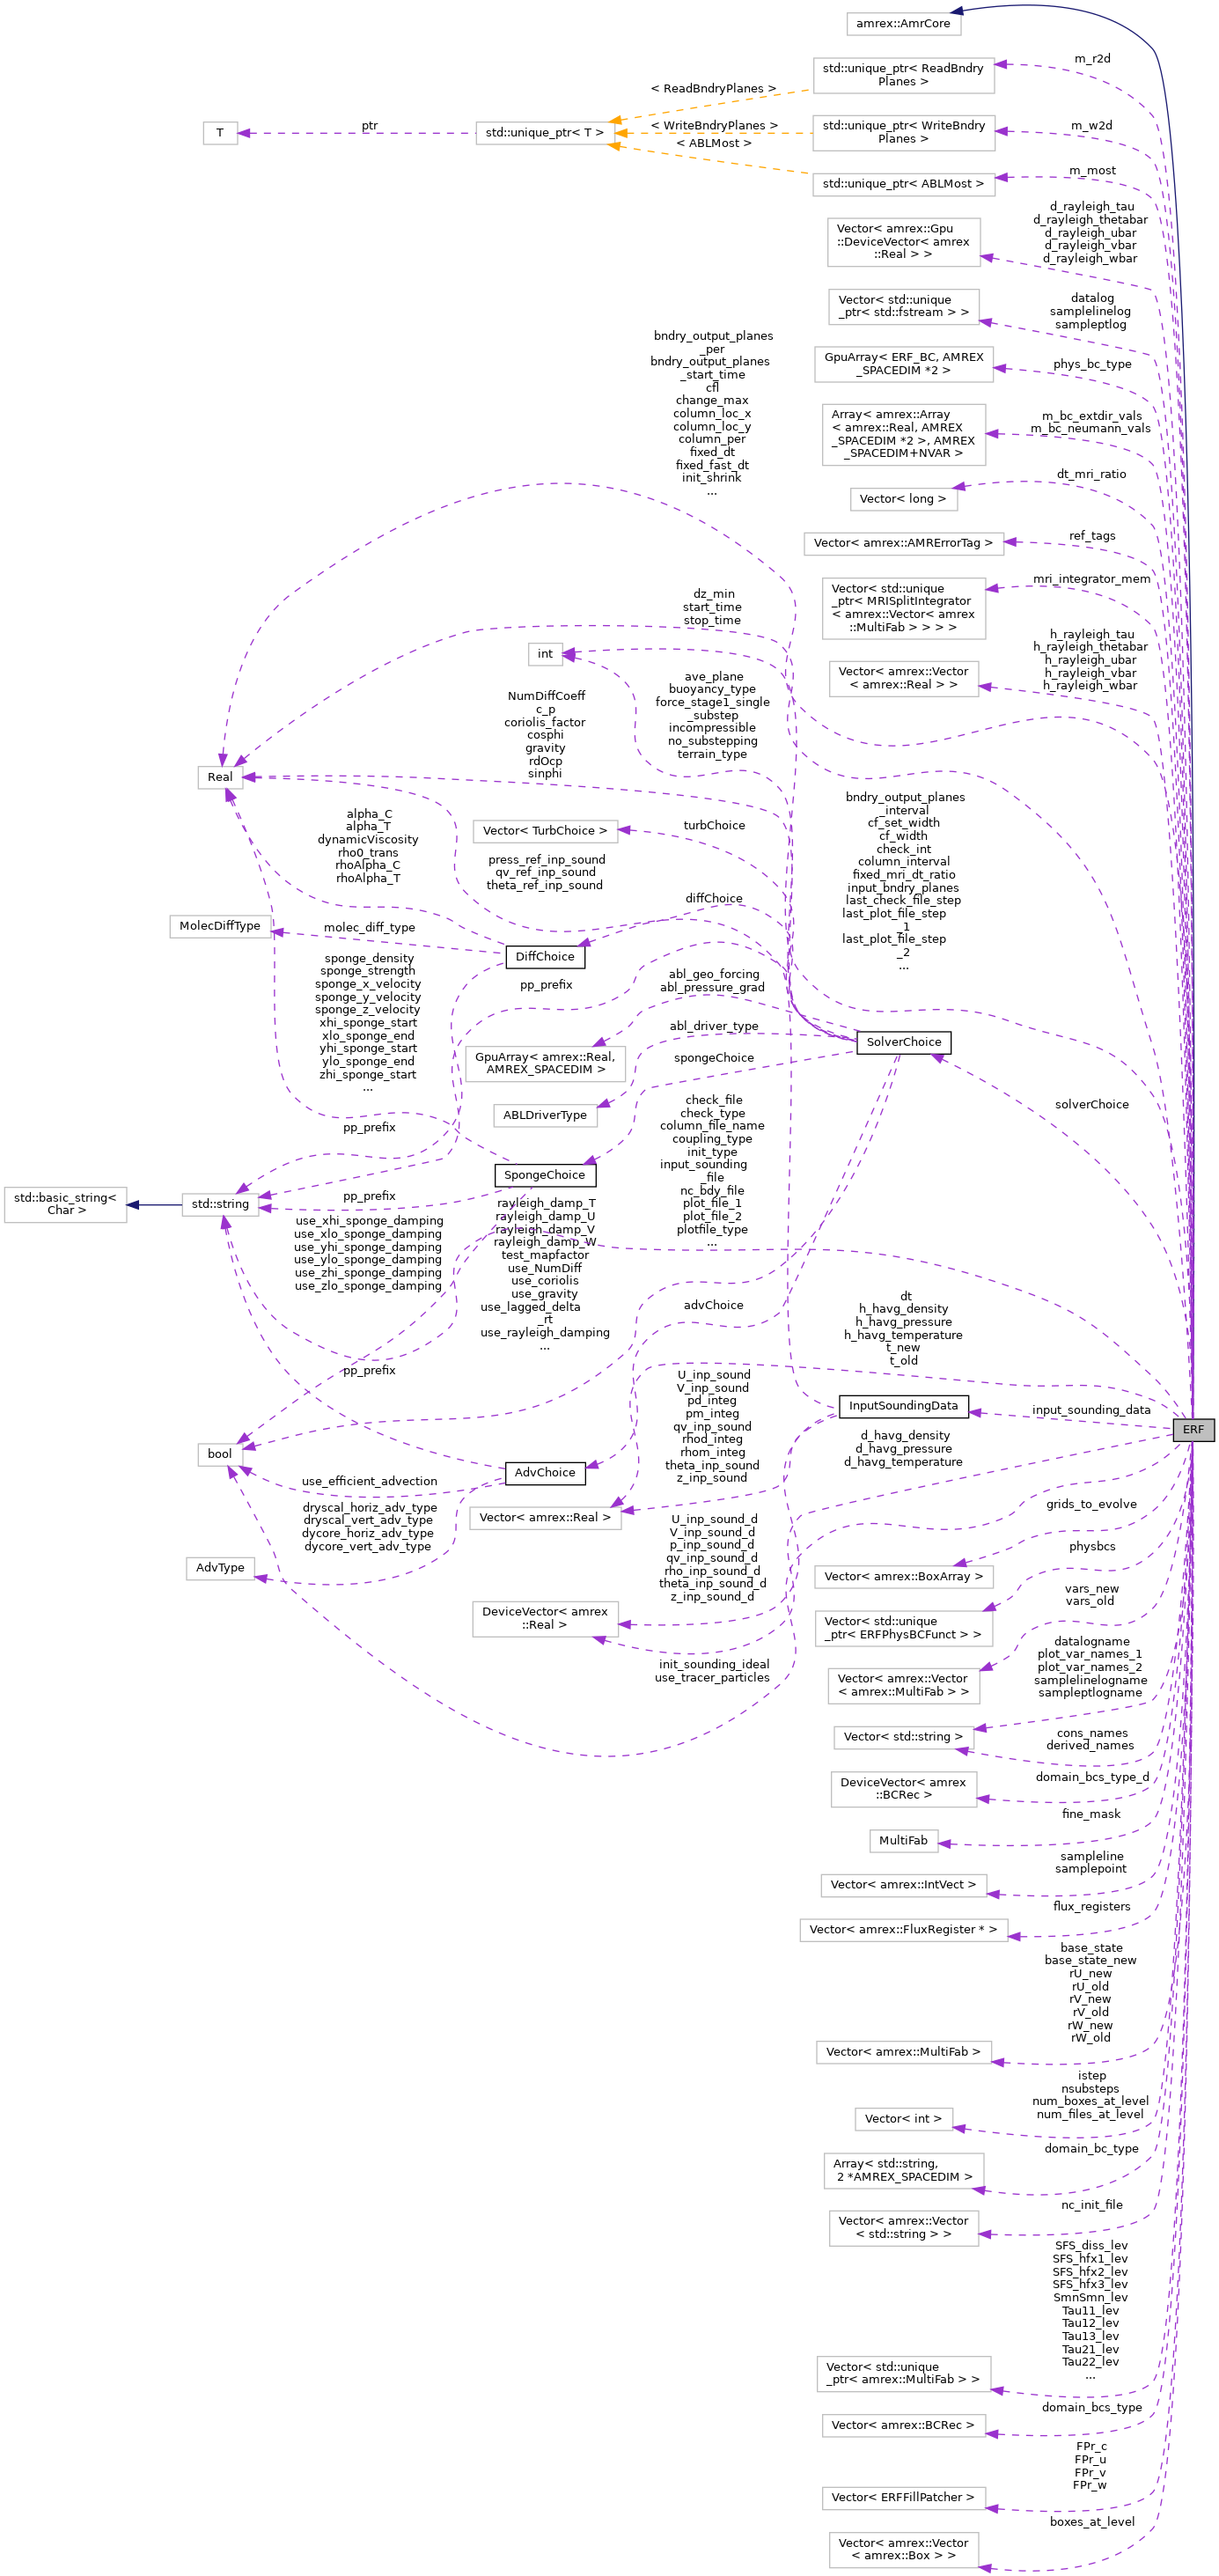 amrex::AmrCore
std::unique_ptr< ReadBndry
Planes >
m_r2d
< ReadBndryPlanes >
T
ptr
std::unique_ptr< T >
< WriteBndryPlanes >
std::unique_ptr< WriteBndry
Planes >
m_w2d
< ABLMost >
std::unique_ptr< ABLMost >
m_most
Vector< amrex::Gpu
::DeviceVector< amrex
::Real > >
d_rayleigh_tau
d_rayleigh_thetabar
d_rayleigh_ubar
d_rayleigh_vbar
d_rayleigh_wbar
Vector< std::unique
_ptr< std::fstream > >
datalog
samplelinelog
sampleptlog
GpuArray< ERF_BC, AMREX
_SPACEDIM *2 >
phys_bc_type
Array< amrex::Array
< amrex::Real, AMREX
_SPACEDIM *2 >, AMREX
_SPACEDIM+NVAR >
m_bc_extdir_vals
m_bc_neumann_vals
bndry_output_planes
_per
bndry_output_planes
_start_time
cfl
change_max
column_loc_x
column_loc_y
column_per
fixed_dt
fixed_fast_dt
init_shrink
...
Vector< long >
dt_mri_ratio
Vector< amrex::AMRErrorTag >
ref_tags
Vector< std::unique
_ptr< MRISplitIntegrator
< amrex::Vector< amrex
::MultiFab > > > >
mri_integrator_mem
dz_min
start_time
stop_time
int
Vector< amrex::Vector
< amrex::Real > >
h_rayleigh_tau
h_rayleigh_thetabar
h_rayleigh_ubar
h_rayleigh_vbar
h_rayleigh_wbar
ave_plane
buoyancy_type
force_stage1_single
_substep
incompressible
no_substepping
terrain_type
NumDiffCoeff
c_p
coriolis_factor
cosphi
gravity
rdOcp
sinphi
Real
alpha_C
alpha_T
dynamicViscosity
rho0_trans
rhoAlpha_C
rhoAlpha_T
Vector< TurbChoice >
turbChoice
press_ref_inp_sound
qv_ref_inp_sound
theta_ref_inp_sound
bndry_output_planes
_interval
cf_set_width
cf_width
check_int
column_interval
fixed_mri_dt_ratio
input_bndry_planes
last_check_file_step
last_plot_file_step
_1
last_plot_file_step
_2
...
diffChoice
MolecDiffType
molec_diff_type
DiffChoice
pp_prefix
sponge_density
sponge_strength
sponge_x_velocity
sponge_y_velocity
sponge_z_velocity
xhi_sponge_start
xlo_sponge_end
yhi_sponge_start
ylo_sponge_end
zhi_sponge_start
...
abl_geo_forcing
abl_pressure_grad
abl_driver_type
SolverChoice
GpuArray< amrex::Real,
AMREX_SPACEDIM >
spongeChoice
ABLDriverType
solverChoice
pp_prefix
check_file
check_type
column_file_name
coupling_type
init_type
input_sounding
_file
nc_bdy_file
plot_file_1
plot_file_2
plotfile_type
...
SpongeChoice
std::basic_string<
Char >
std::string
pp_prefix
use_xhi_sponge_damping
use_xlo_sponge_damping
use_yhi_sponge_damping
use_ylo_sponge_damping
use_zhi_sponge_damping
use_zlo_sponge_damping
rayleigh_damp_T
rayleigh_damp_U
rayleigh_damp_V
rayleigh_damp_W
test_mapfactor
use_NumDiff
use_coriolis
use_gravity
use_lagged_delta
_rt
use_rayleigh_damping
...
advChoice
dt
h_havg_density
h_havg_pressure
h_havg_temperature
t_new
t_old
pp_prefix
U_inp_sound
V_inp_sound
pd_integ
pm_integ
qv_inp_sound
rhod_integ
rhom_integ
theta_inp_sound
z_inp_sound
InputSoundingData
input_sounding_data
ERF
d_havg_density
d_havg_pressure
d_havg_temperature
bool
AdvChoice
use_efficient_advection
dryscal_horiz_adv_type
dryscal_vert_adv_type
dycore_horiz_adv_type
dycore_vert_adv_type
AdvType
Vector< amrex::Real >
U_inp_sound_d
V_inp_sound_d
p_inp_sound_d
qv_inp_sound_d
rho_inp_sound_d
theta_inp_sound_d
z_inp_sound_d
DeviceVector< amrex
::Real >
grids_to_evolve
Vector< amrex::BoxArray >
physbcs
Vector< std::unique
_ptr< ERFPhysBCFunct > >
vars_new
vars_old
Vector< amrex::Vector
< amrex::MultiFab > >
init_sounding_ideal
use_tracer_particles
datalogname
plot_var_names_1
plot_var_names_2
samplelinelogname
sampleptlogname
Vector< std::string >
cons_names
derived_names
DeviceVector< amrex
::BCRec >
domain_bcs_type_d
MultiFab
fine_mask
Vector< amrex::IntVect >
sampleline
samplepoint
Vector< amrex::FluxRegister * >
flux_registers
base_state
base_state_new
rU_new
rU_old
rV_new
rV_old
rW_new
rW_old
Vector< amrex::MultiFab >
istep
nsubsteps
num_boxes_at_level
num_files_at_level
Vector< int >
Array< std::string,
2 *AMREX_SPACEDIM >
domain_bc_type
Vector< amrex::Vector
< std::string > >
nc_init_file
SFS_diss_lev
SFS_hfx1_lev
SFS_hfx2_lev
SFS_hfx3_lev
SmnSmn_lev
Tau11_lev
Tau12_lev
Tau13_lev
Tau21_lev
Tau22_lev
...
Vector< std::unique
_ptr< amrex::MultiFab > >
Vector< amrex::BCRec >
domain_bcs_type
FPr_c
FPr_u
FPr_v
FPr_w
Vector< ERFFillPatcher >
boxes_at_level
Vector< amrex::Vector
< amrex::Box > >